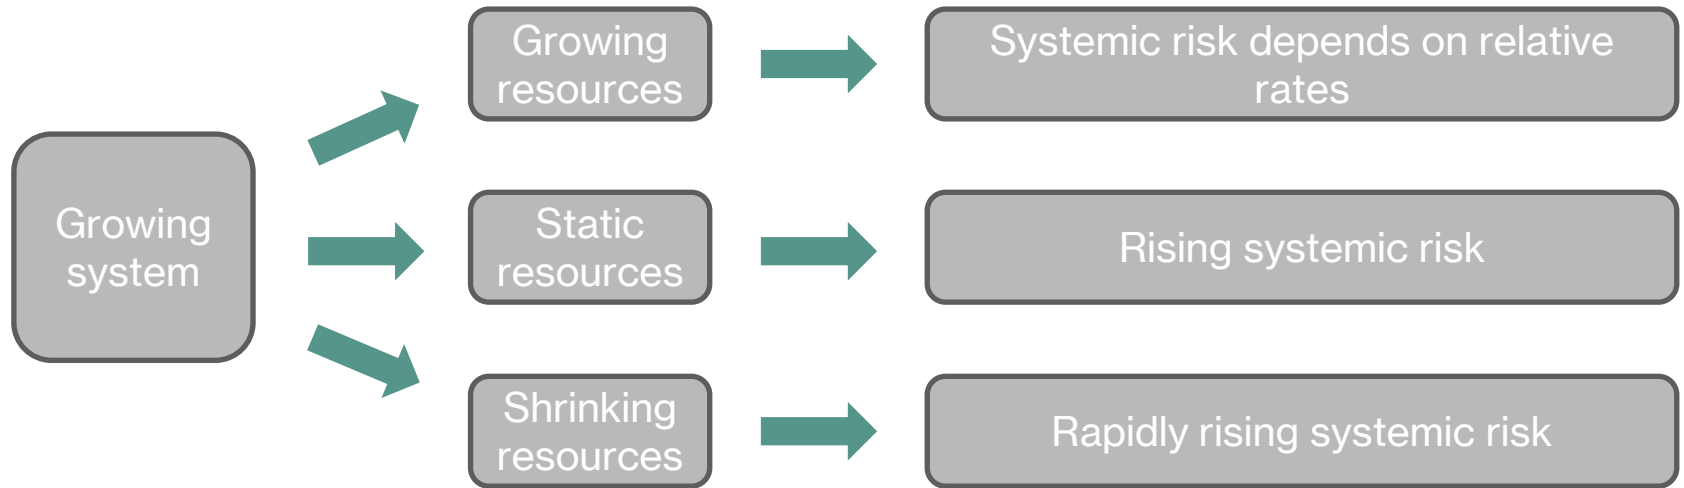 Growing
system
Growing
resources
Systemic risk depends on relative
rates
Static
resources
Rising systemic risk
Shrinking
resources
Rapidly rising systemic risk